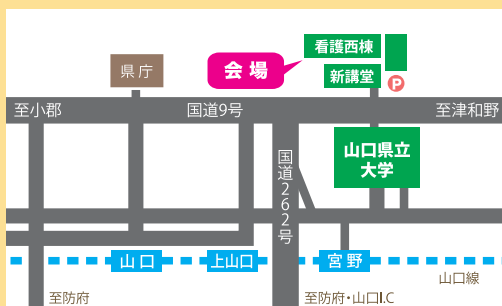 看護西棟
会場
新講堂
県庁
P
至小郡
国道9号
至津和野
山口県立
大学
国道262号
山口
上山口
宮野
山口線
至防府
至防府・山口I.C